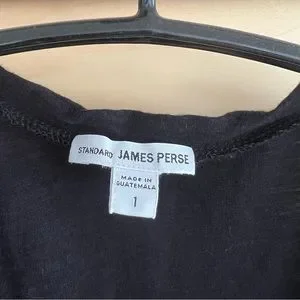 STANDARD JAMES PERSE
MADE IN
GUATEMALA
1